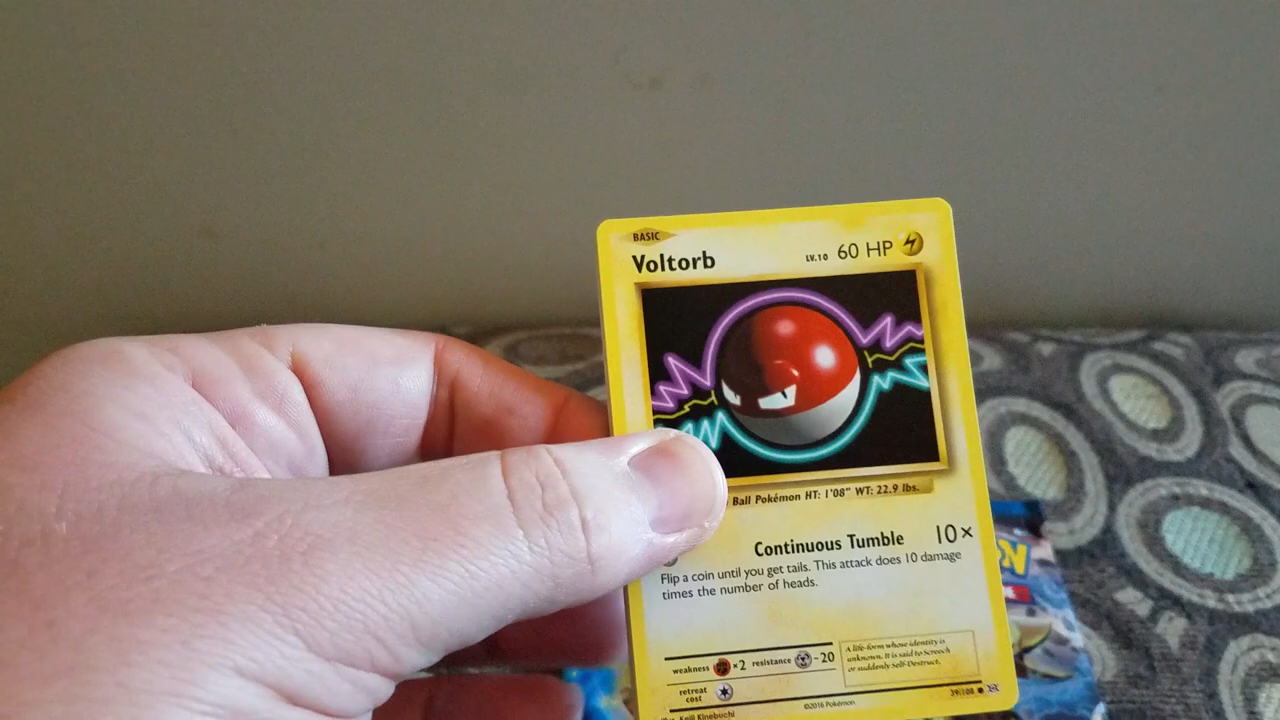 BASIC
Voltorb LV.10 60 HP
Ball Pokémon HT: 1'08" WT: 22.9 lbs.
Continuous Tumble 10×
Flip a coin until you get tails. This attack does 10 damage
times the number of heads.
weakness ×2 resistance -20
A life-form whose identity is
unknown. It is said to Screech
or suddenly Self-Destruct.
retreat
cost
39/108
Illus. Keiji Kinebuchi
©2016 Pokémon.